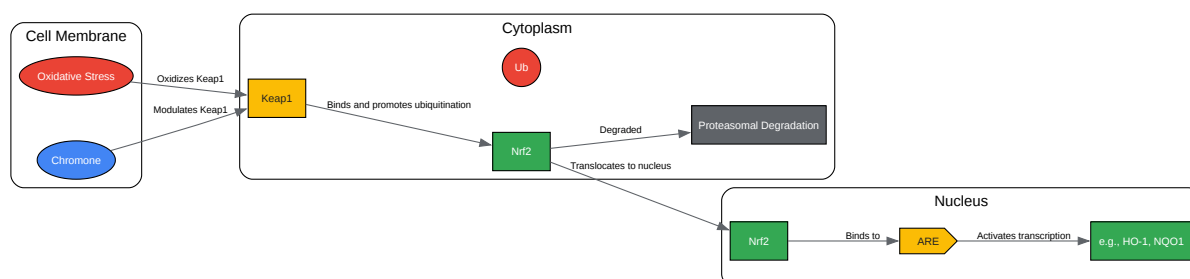 Cell Membrane
Oxidative Stress
Chromone
Oxidizes Keap1
Modulates Keap1
Cytoplasm
Ub
Keap1
Binds and promotes ubiquitination
Nrf2
Degraded
Proteasomal Degradation
Translocates to nucleus
Nucleus
Nrf2
Binds to
ARE
Activates transcription
e.g., HO-1, NQO1